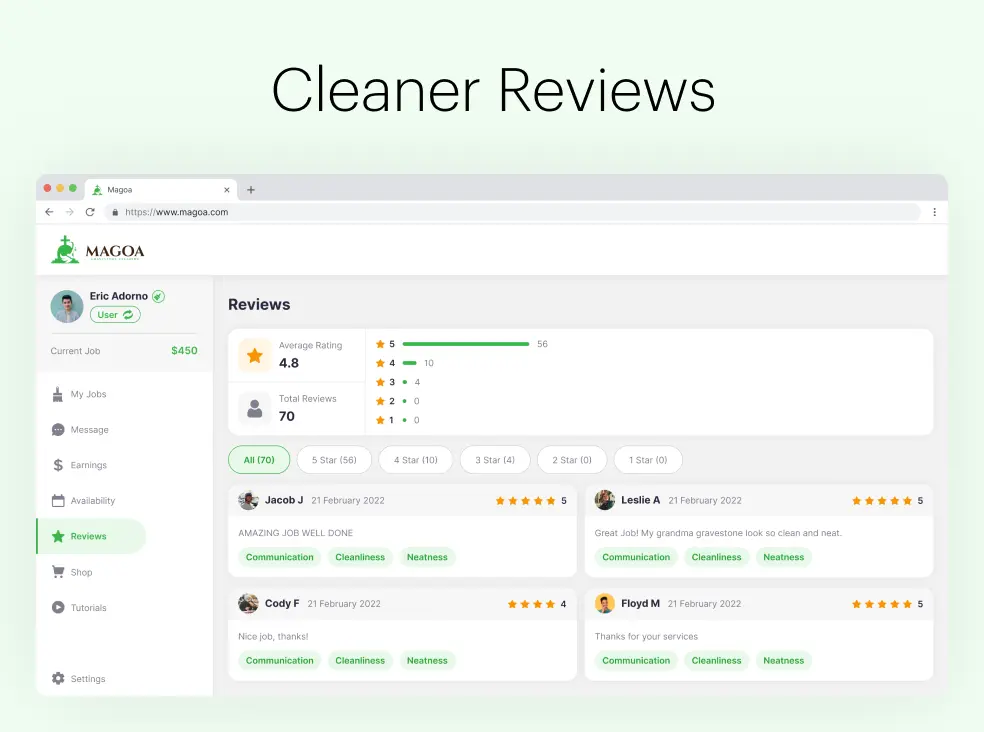 Cleaner Reviews
Magoa
https://www.magoa.com
MAGOA
Eric Adorno
User
Current Job $450
My Jobs
Message
Earnings
Availability
Reviews
Shop
Tutorials
Settings
Reviews
Average Rating
4.8
Total Reviews
70
5 56
4 10
3 4
2 0
1 0
All (70) 5 Star (56) 4 Star (10) 3 Star (4) 2 Star (0) 1 Star (0)
Jacob J 21 February 2022 5
AMAZING JOB WELL DONE
Communication Cleanliness Neatness
Leslie A 21 February 2022 5
Great Job! My grandma gravestone look so clean and neat.
Communication Cleanliness Neatness
Cody F 21 February 2022 4
Nice job, thanks!
Communication Cleanliness Neatness
Floyd M 21 February 2022 5
Thanks for your services
Communication Cleanliness Neatness